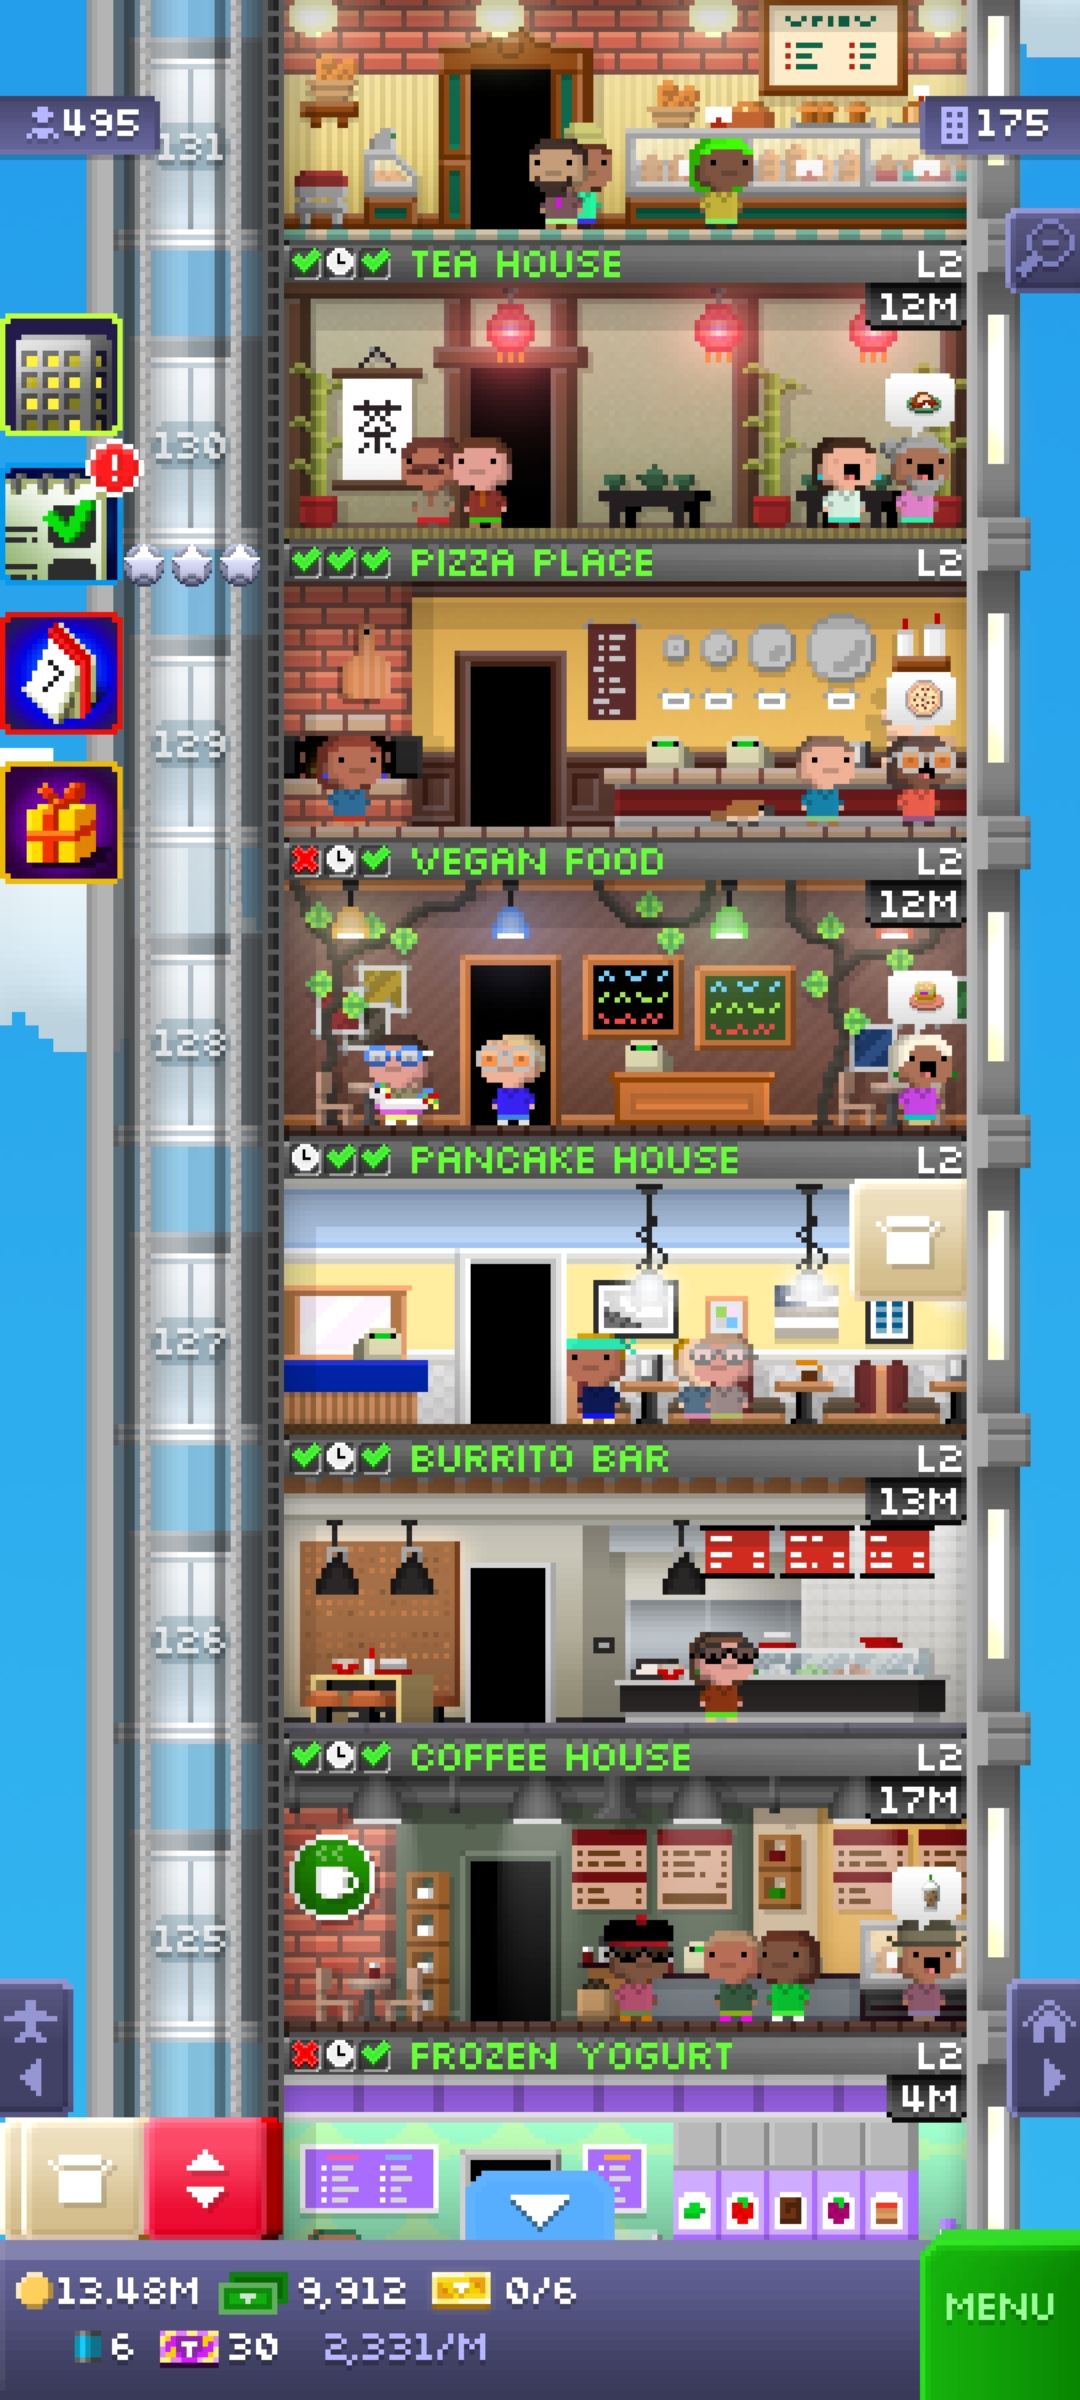 MENU
495
131
175
TEA HOUSE L2
12M
茶
130
PIZZA PLACE L2
129
VEGAN FOOD L2
12M
128
PANCAKE HOUSE L2
127
BURRITO BAR L2
13M
126
COFFEE HOUSE L2
17M
125
FROZEN YOGURT L2
4M
13.48M 9,912 0/6
6 30 2,331/M
MENU